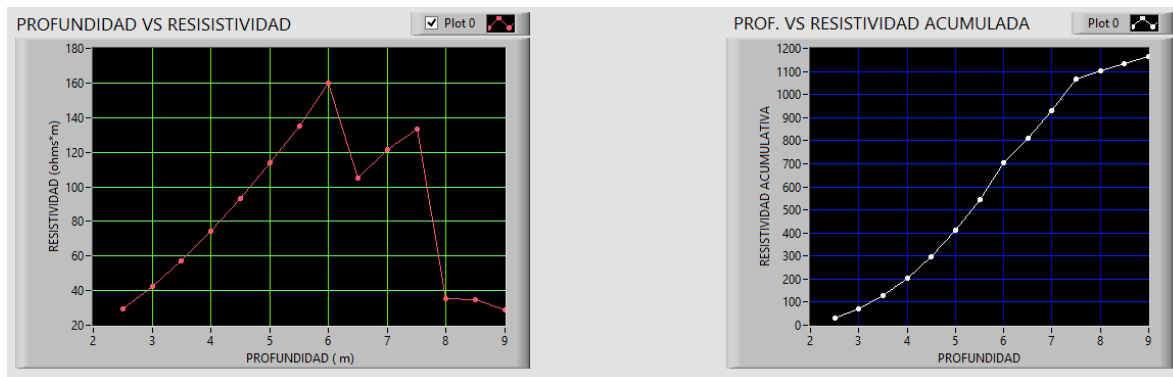 PROFUNDIDAD VS RESISISTIVIDAD
Plot 0
180
160
140
120
100
80
60
40
20
RESISTIVIDAD (ohms*m)
2 3 4 5 6 7 8 9
PROFUNDIDAD ( m)
PROF. VS RESISTIVIDAD ACUMULADA
Plot 0
1200
1100
1000
900
800
700
600
500
400
300
200
100
0
RESISTIVIDAD ACUMULATIVA
2 3 4 5 6 7 8 9
PROFUNDIDAD